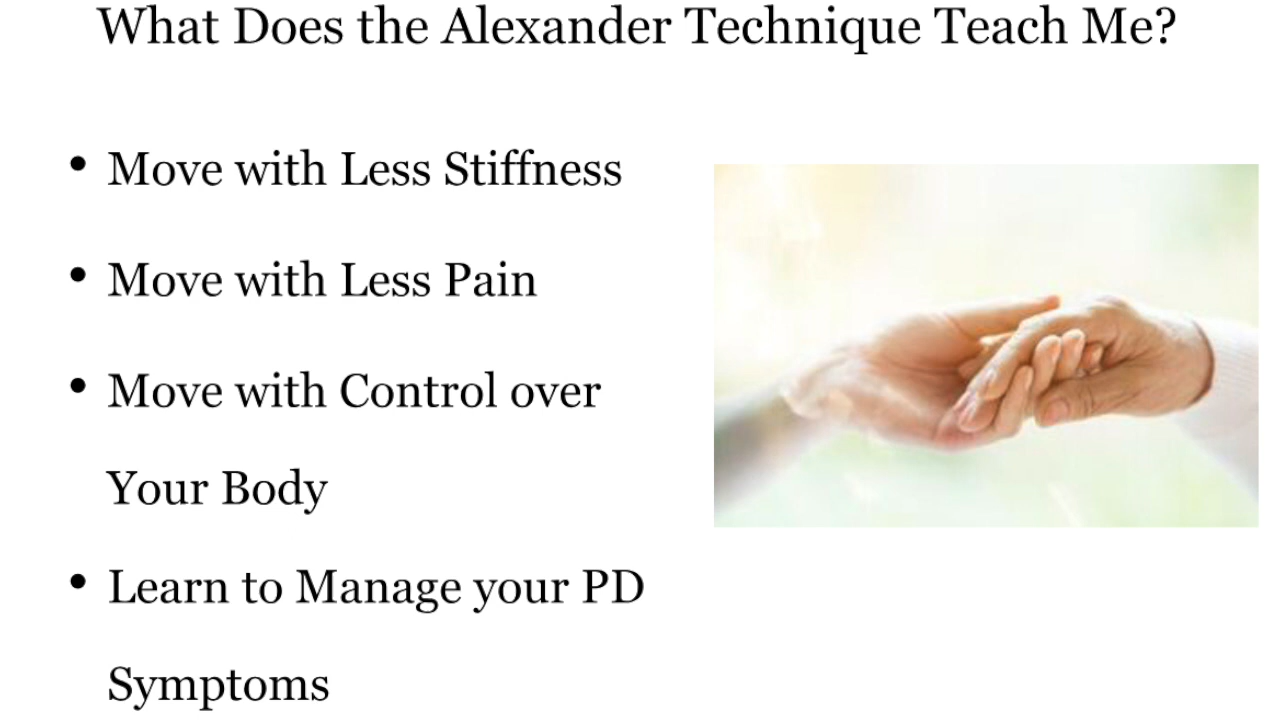 What Does the Alexander Technique Teach Me?
• Move with Less Stiffness
• Move with Less Pain
• Move with Control over
Your Body
• Learn to Manage your PD
Symptoms